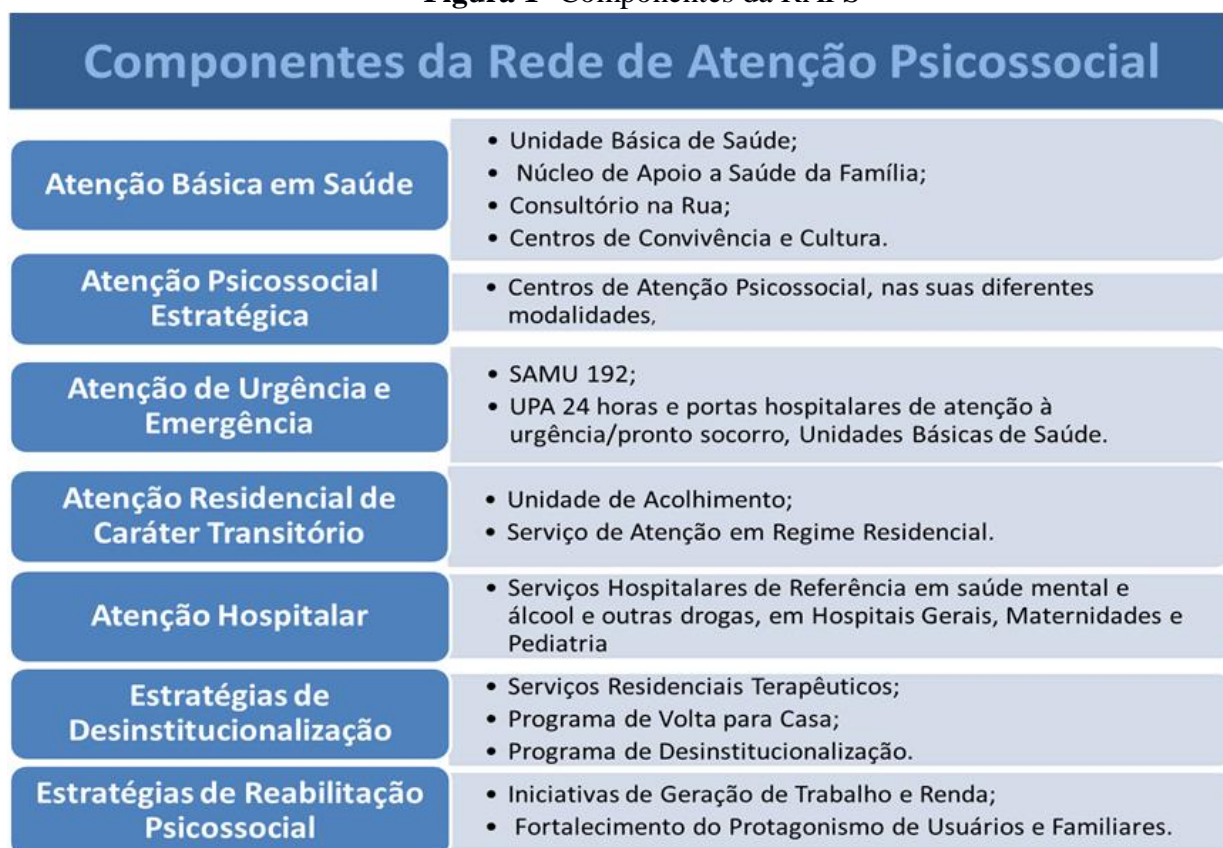 Figura 1- Componentes da RAPS
Componentes da Rede de Atenção Psicossocial
Atenção Básica em Saúde
• Unidade Básica de Saúde;
• Núcleo de Apoio a Saúde da Família;
• Consultório na Rua;
• Centros de Convivência e Cultura.
Atenção Psicossocial
Estratégica
• Centros de Atenção Psicossocial, nas suas diferentes
modalidades,
Atenção de Urgência e
Emergência
• SAMU 192;
• UPA 24 horas e portas hospitalares de atenção à
urgência/pronto socorro, Unidades Básicas de Saúde.
Atenção Residencial de
Caráter Transitório
• Unidade de Acolhimento;
• Serviço de Atenção em Regime Residencial.
Atenção Hospitalar
• Serviços Hospitalares de Referência em saúde mental e
álcool e outras drogas, em Hospitais Gerais, Maternidades e
Pediatria
Estratégias de
Desinstitucionalização
• Serviços Residenciais Terapêuticos;
• Programa de Volta para Casa;
• Programa de Desinstitucionalização.
Estratégias de Reabilitação
Psicossocial
• Iniciativas de Geração de Trabalho e Renda;
• Fortalecimento do Protagonismo de Usuários e Familiares.